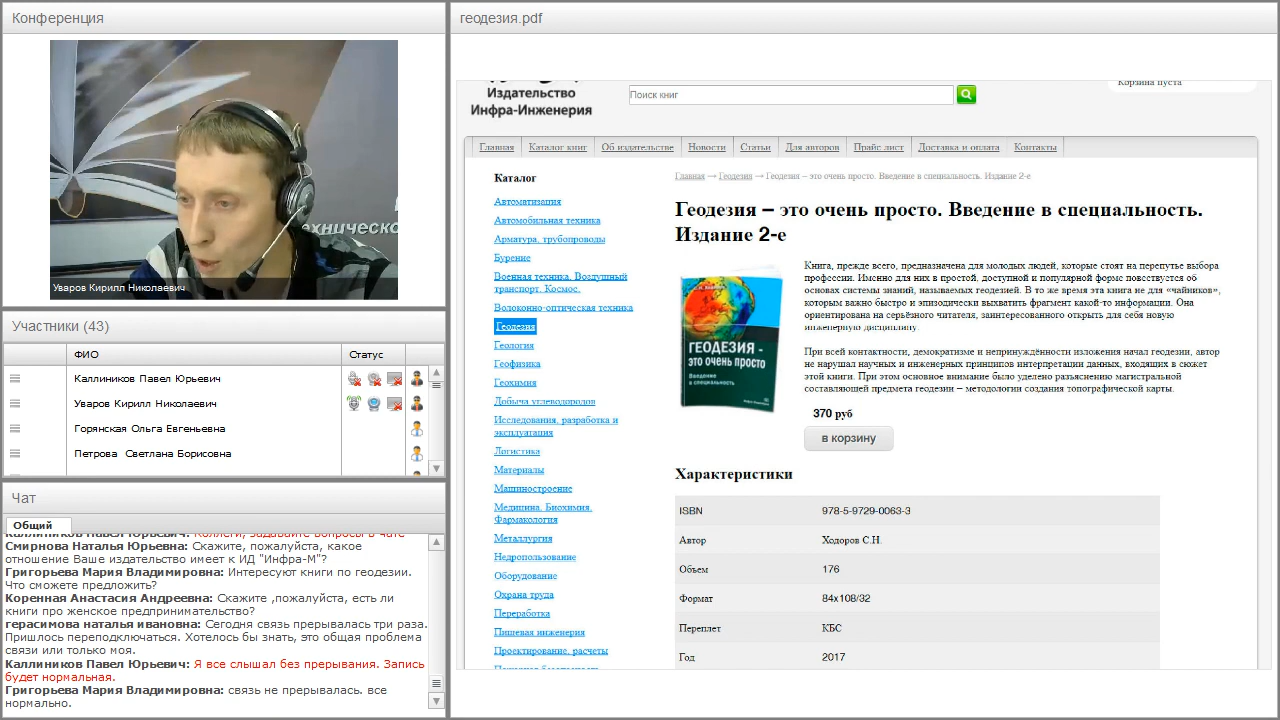 Конференция
ехническо
Уваров Кирилл Николаевич
Участники (43)
ФИО
Статус
Каллиников Павел Юрьевич
Уваров Кирилл Николаевич
Горянская Ольга Евгеньевна
Петрова Светлана Борисовна
Чат
Общий
Каллиников Павел Юрьевич: Коллеги, задавайте вопросы в чате
Смирнова Наталья Юрьевна: Скажите, пожалуйста, какое
отношение Ваше издательство имеет к ИД "Инфра-М"?
Григорьева Мария Владимировна: Интересуют книги по геодезии.
Что сможете предложить?
Коренная Анастасия Андреевна: Скажите ,пожалуйста, есть ли
книги про женское предпринимательство?
герасимова наталья ивановна: Сегодня связь прерывалась три раза.
Пришлось переподключаться. Хотелось бы знать, это общая проблема
связи или только моя.
Каллиников Павел Юрьевич: Я все слышал без прерывания. Запись
будет нормальная.
Григорьева Мария Владимировна: связь не прерывалась. все
нормально.
геодезия.pdf
Издательство
Инфра-Инженерия
Поиск книг
Корзина пуста
Главная Каталог книг Об издательстве Новости Статьи Для авторов Прайс лист Доставка и оплата Контакты
Каталог
Автоматизация
Автомобильная техника
Арматура, трубопроводы
Бурение
Военная техника. Воздушный
транспорт. Космос.
Волоконно-оптическая техника
Геодезия
Геология
Геофизика
Геохимия
Добыча углеводородов
Исследования, разработка и
эксплуатация
Логистика
Материалы
Машиностроение
Медицина. Биохимия.
Фармакология
Металлургия
Недропользование
Оборудование
Охрана труда
Переработка
Пищевая инженерия
Проектирование, расчеты
Главная → Геодезия → Геодезия – это очень просто. Введение в специальность. Издание 2-е
Геодезия – это очень просто. Введение в специальность.
Издание 2-е
ГЕОДЕЗИЯ -
это очень просто
Введение
в специальность
Книга, прежде всего, предназначена для молодых людей, которые стоят на перепутье выбора
профессии. Именно для них в простой, доступной и популярной форме повествуется об
основах системы знаний, называемых геодезией. В то же время эта книга не для «чайников»,
которым важно быстро и эпизодически выхватить фрагмент какой-то информации. Она
ориентирована на серьёзного читателя, заинтересованного открыть для себя новую
инженерную дисциплину.
При всей контактности, демократизме и непринуждённости изложения начал геодезии, автор
не нарушал научных и инженерных принципов интерпретации данных, входящих в сюжет
этой книги. При этом основное внимание было уделено разъяснению магистральной
составляющей предмета геодезии – методологии создания топографической карты.
370 руб
в корзину
Характеристики
ISBN 978-5-9729-0063-3
Автор Ходоров С.Н.
Объем 176
Формат 84х108/32
Переплет КБС
Год 2017